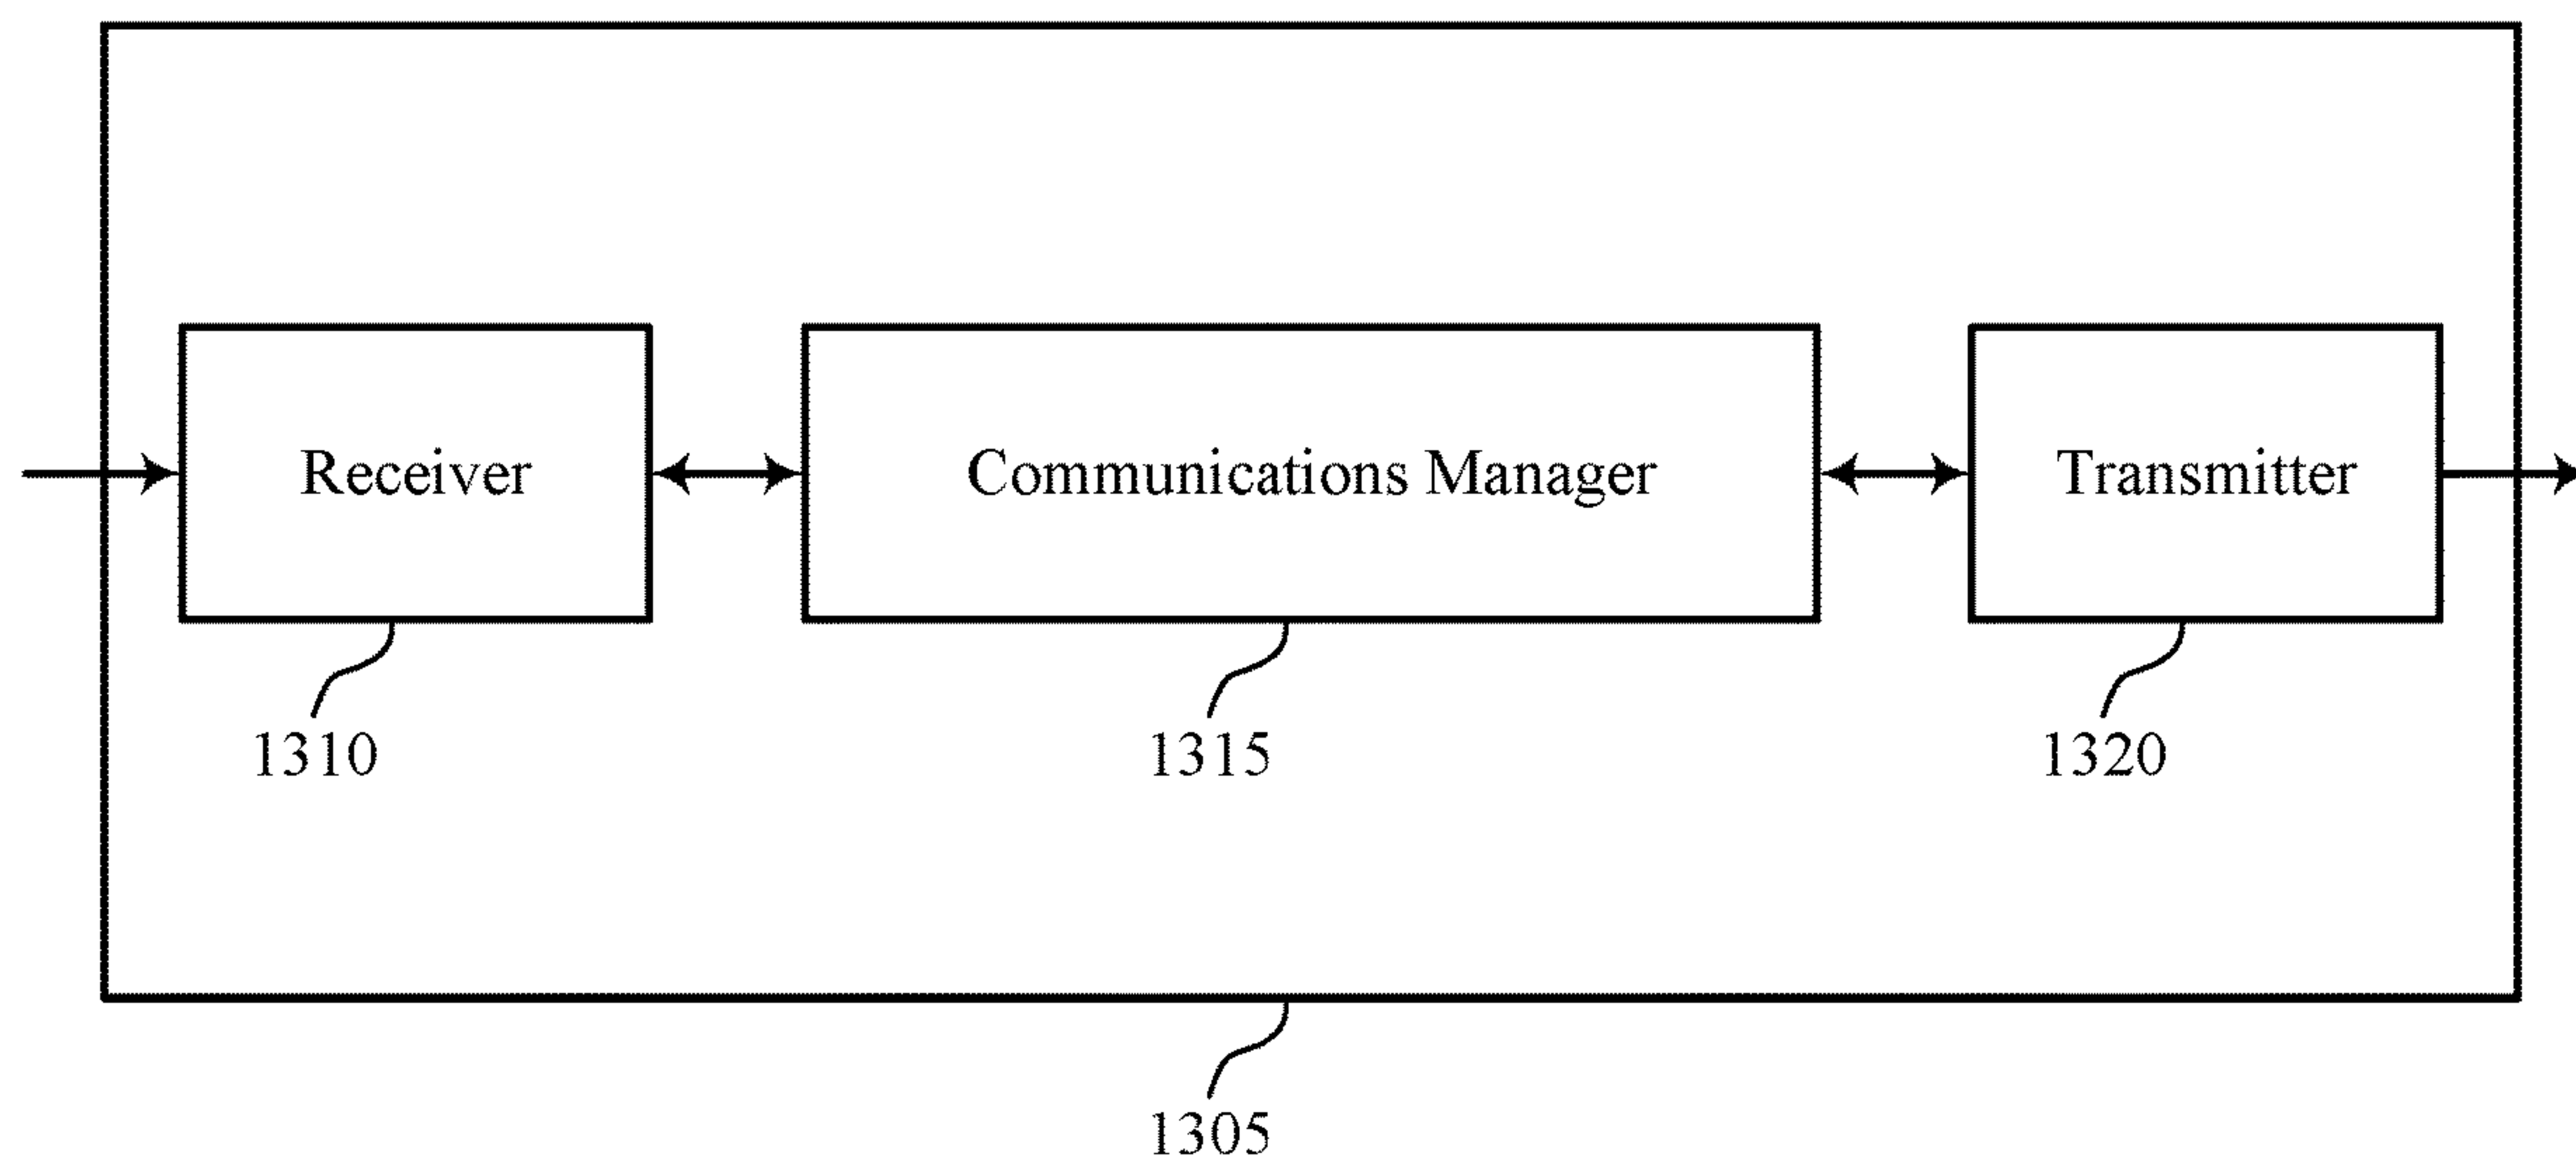 Receiver
Communications Manager
Transmitter
1310
1315
1320
1305